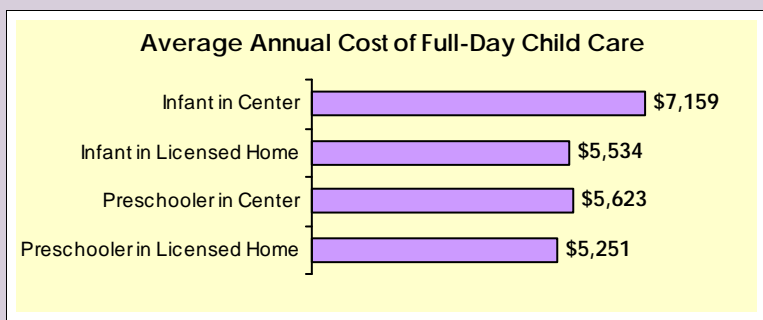 Average Annual Cost of Full-Day Child Care
Infant in Center $7,159
Infant in Licensed Home $5,534
Preschooler in Center $5,623
Preschooler in Licensed Home $5,251